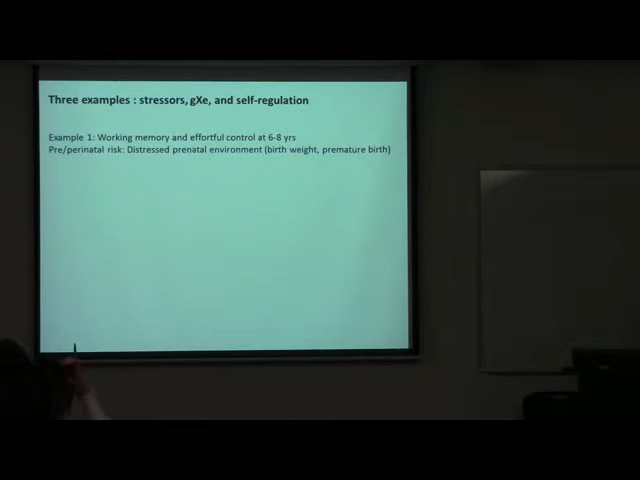 Three examples : stressors, gXe, and self-regulation
Example 1: Working memory and effortful control at 6-8 yrs
Pre/perinatal risk: Distressed prenatal environment (birth weight, premature birth)